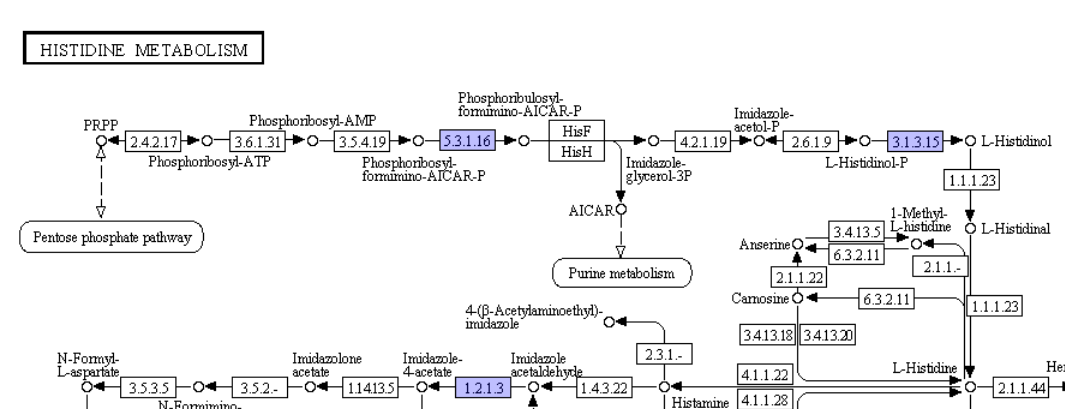 HISTIDINE METABOLISM
Phosphoribulosyl-
formimino-AICAR-P
PRPP
Phosphoribosyl-AMP
Imidazole-
acetol-P
2.4.2.17
3.6.1.31
3.5.4.19
5.3.1.16
HisF
HisH
4.2.1.19
2.6.1.9
3.1.3.15
L-Histidinol
Phosphoribosyl-ATP
Phosphoribosyl-
formimino-AICAR-P
Imidazole-
glycerol-3P
L-Histidinol-P
1.1.1.23
AICAR
Pentose phosphate pathway
Purine metabolism
1-Methyl-
L-histidine
L-Histidinal
3.4.13.5
Anserine
6.3.2.11
2.1.1.-
2.1.1.22
Carnosine
6.3.2.11
1.1.1.23
4-(β-Acetylaminoethyl)-
imidazole
3.4.13.18
3.4.13.20
2.3.1.-
N-Formyl-
L-aspartate
Imidazolone
acetate
Imidazole-
4-acetate
Imidazole
acetaldehyde
4.1.1.22
L-Histidine
3.5.3.5
3.5.2.-
1.14.13.5
1.2.1.3
1.4.3.22
2.1.1.44
N-Formimino-
Histamine
4.1.1.28